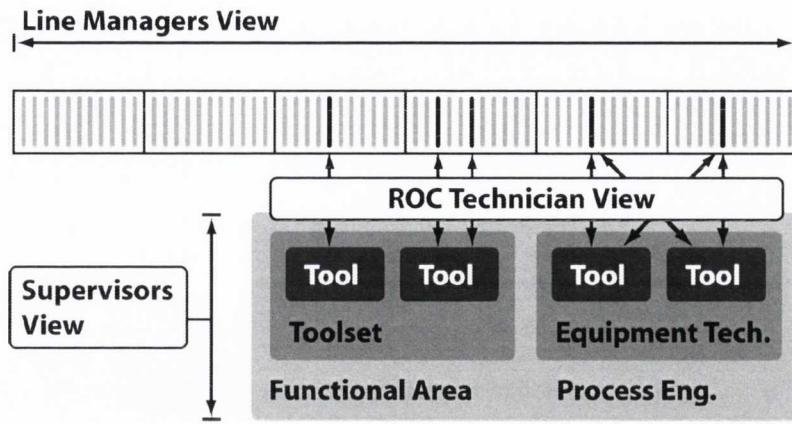 Line Managers View
ROC Technician View
Supervisors
View
Tool Tool Tool Tool
Toolset Equipment Tech.
Functional Area Process Eng.